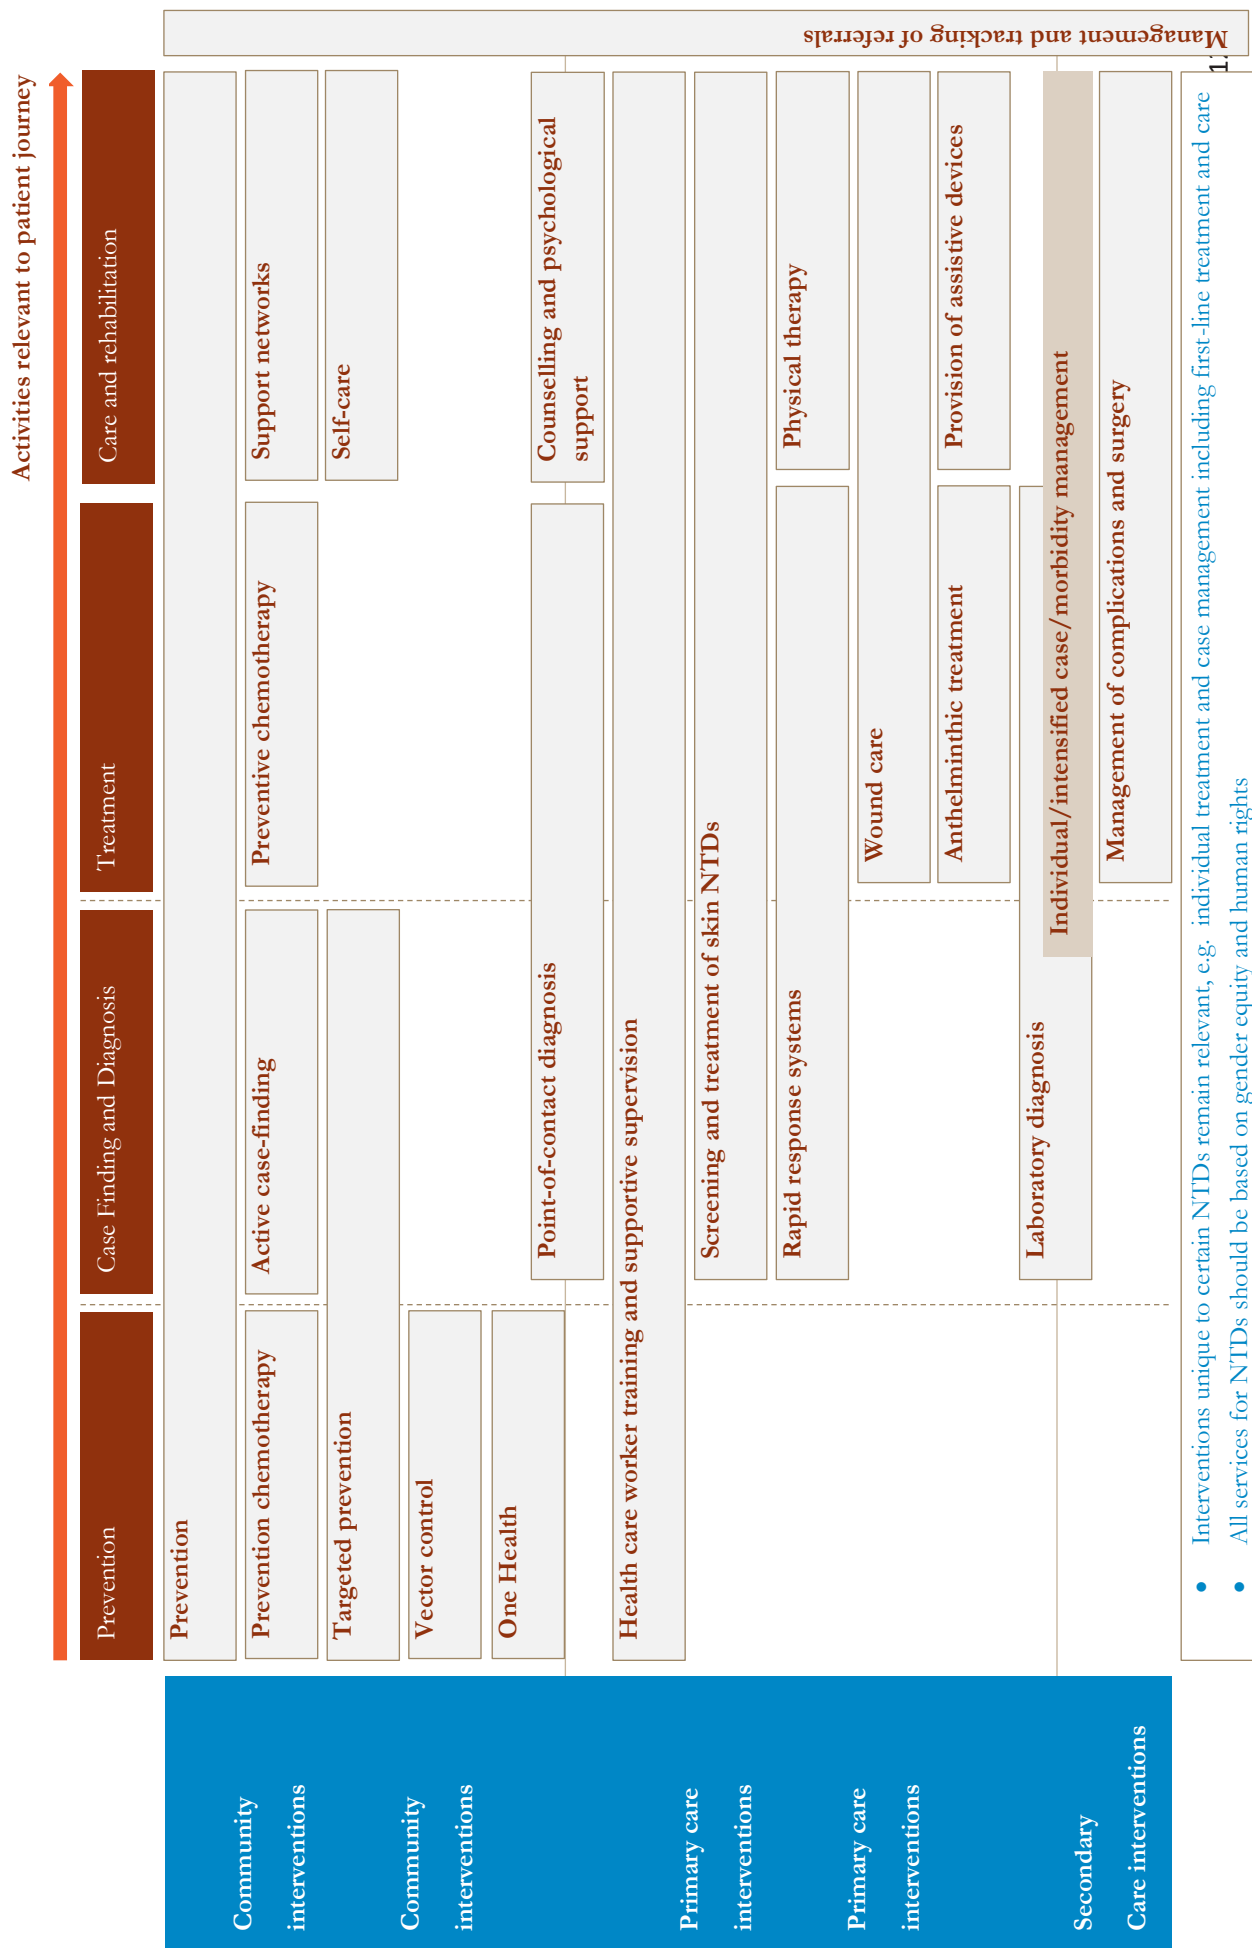 Activities relevant to patient journey
Prevention
Case Finding and Diagnosis
Treatment
Care and rehabilitation
Community
interventions
Community
interventions
Primary care
interventions
Primary care
interventions
Secondary
Care interventions
Prevention
Prevention chemotherapy
Active case-finding
Preventive chemotherapy
Support networks
Targeted prevention
Self-care
Vector control
One Health
Point-of-contact diagnosis
Counselling and psychological
support
Health care worker training and supportive supervision
Screening and treatment of skin NTDs
Rapid response systems
Physical therapy
Wound care
Anthelminthic treatment
Provision of assistive devices
Laboratory diagnosis
Individual/intensified case/morbidity management
Management of complications and surgery
Management and tracking of referrals
• Interventions unique to certain NTDs remain relevant, e.g. individual treatment and case management including first-line treatment and care
• All services for NTDs should be based on gender equity and human rights